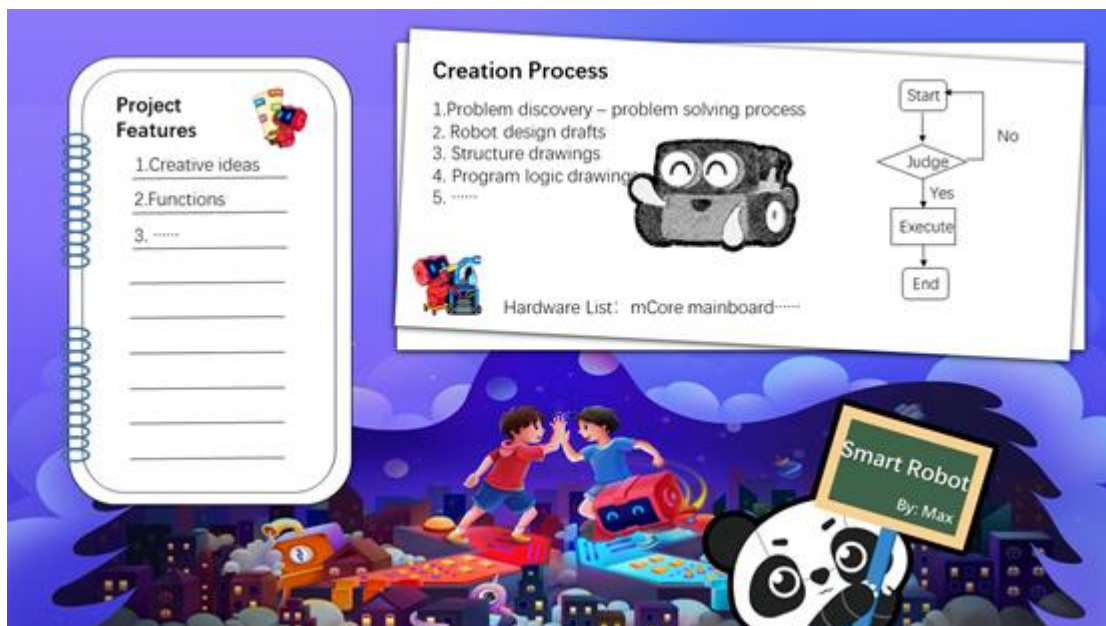 Project
Features
1.Creative ideas
2.Functions
3. ......
Creation Process
1.Problem discovery – problem solving process
2. Robot design drafts
3. Structure drawings
4. Program logic drawings
5. ......
Hardware List: mCore mainboard......
Start
No
Judge
Yes
Execute
End
Smart Robot
By: Max